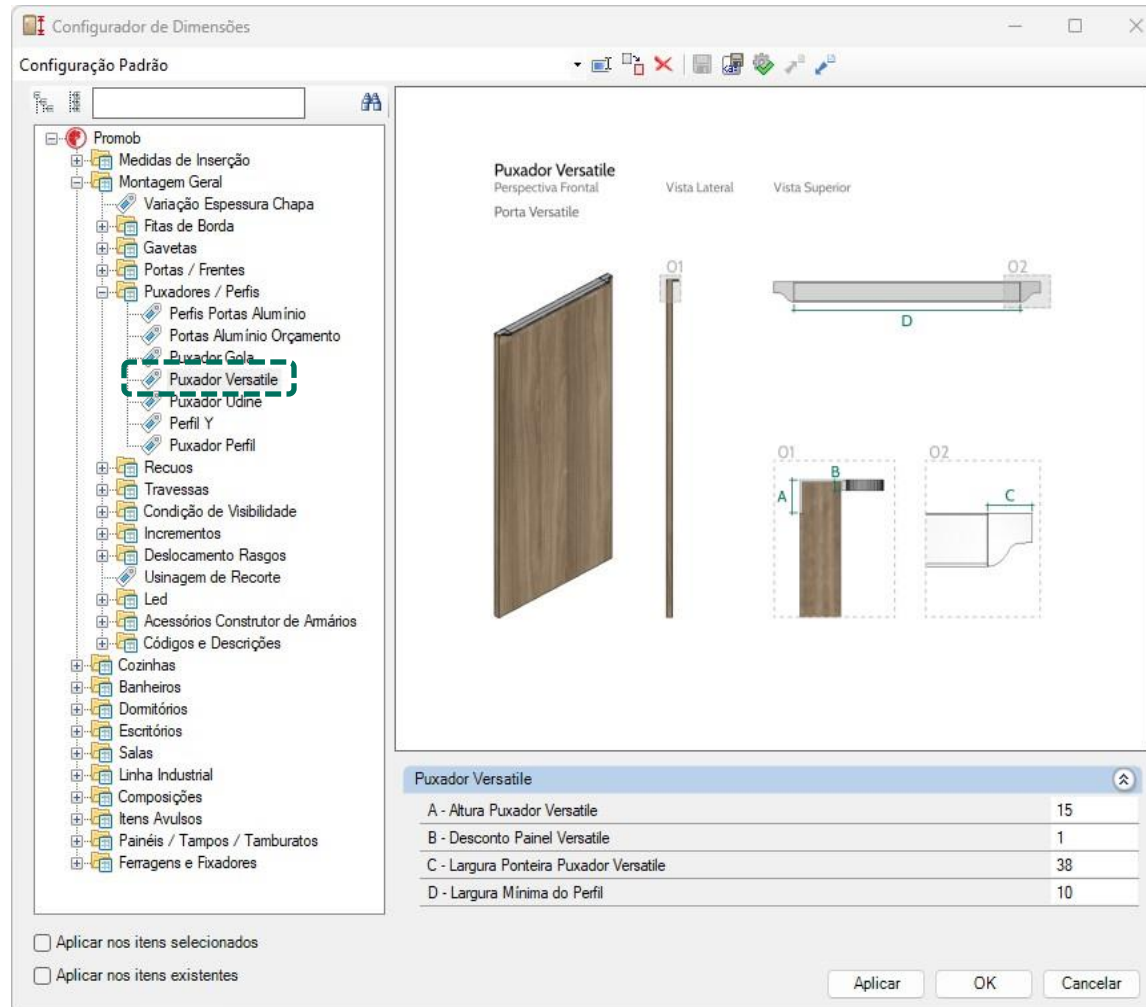 Configurador de Dimensões
Configuração Padrão
Promob
Medidas de Inserção
Montagem Geral
Variação Espessura Chapa
Fitas de Borda
Gavetas
Portas / Frentes
Puxadores / Perfis
Perfis Portas Alumínio
Portas Alumínio Orçamento
Puxador Gola
Puxador Versatile
Puxador Udine
Perfil Y
Puxador Perfil
Recuos
Travessas
Condição de Visibilidade
Incrementos
Deslocamento Rasgos
Usinagem de Recorte
Led
Acessórios Construtor de Armários
Códigos e Descrições
Cozinhas
Banheiros
Dormitórios
Escritórios
Salas
Linha Industrial
Composições
Itens Avulsos
Painéis / Tampos / Tamburatos
Ferragens e Fixadores
Puxador Versatile
Perspectiva Frontal Vista Lateral Vista Superior
Porta Versatile
01 02
D
01 02
B
A C
Puxador Versatile
A - Altura Puxador Versatile 15
B - Desconto Painel Versatile 1
C - Largura Ponteira Puxador Versatile 38
D - Largura Mínima do Perfil 10
Aplicar nos itens selecionados
Aplicar nos itens existentes
Aplicar OK Cancelar